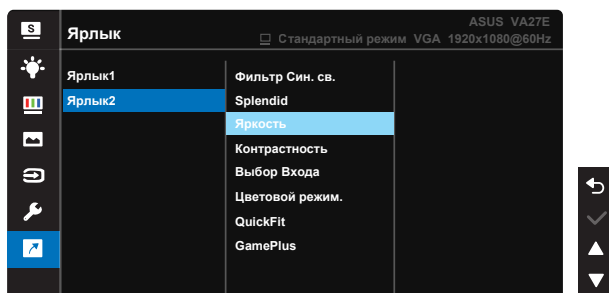 S
Ярлык
ASUS VA27E
Стандартный режим VGA 1920x1080@60Hz
Ярлык1
Ярлык2
Фильтр Син. св.
Splendid
Яркость
Контрастность
Выбор Входа
Цветовой режим.
QuickFit
GamePlus